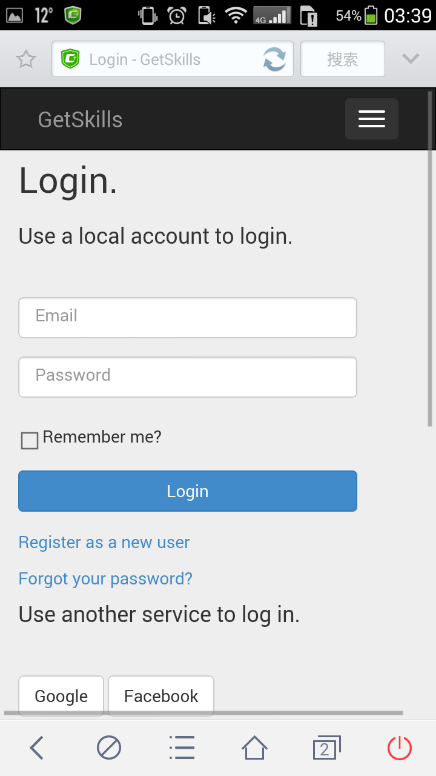 12° 4G 54% 03:39
Login - GetSkills 搜索
GetSkills
Login.
Use a local account to login.
Email
Password
Remember me?
Login
Register as a new user
Forgot your password?
Use another service to log in.
Google Facebook
2